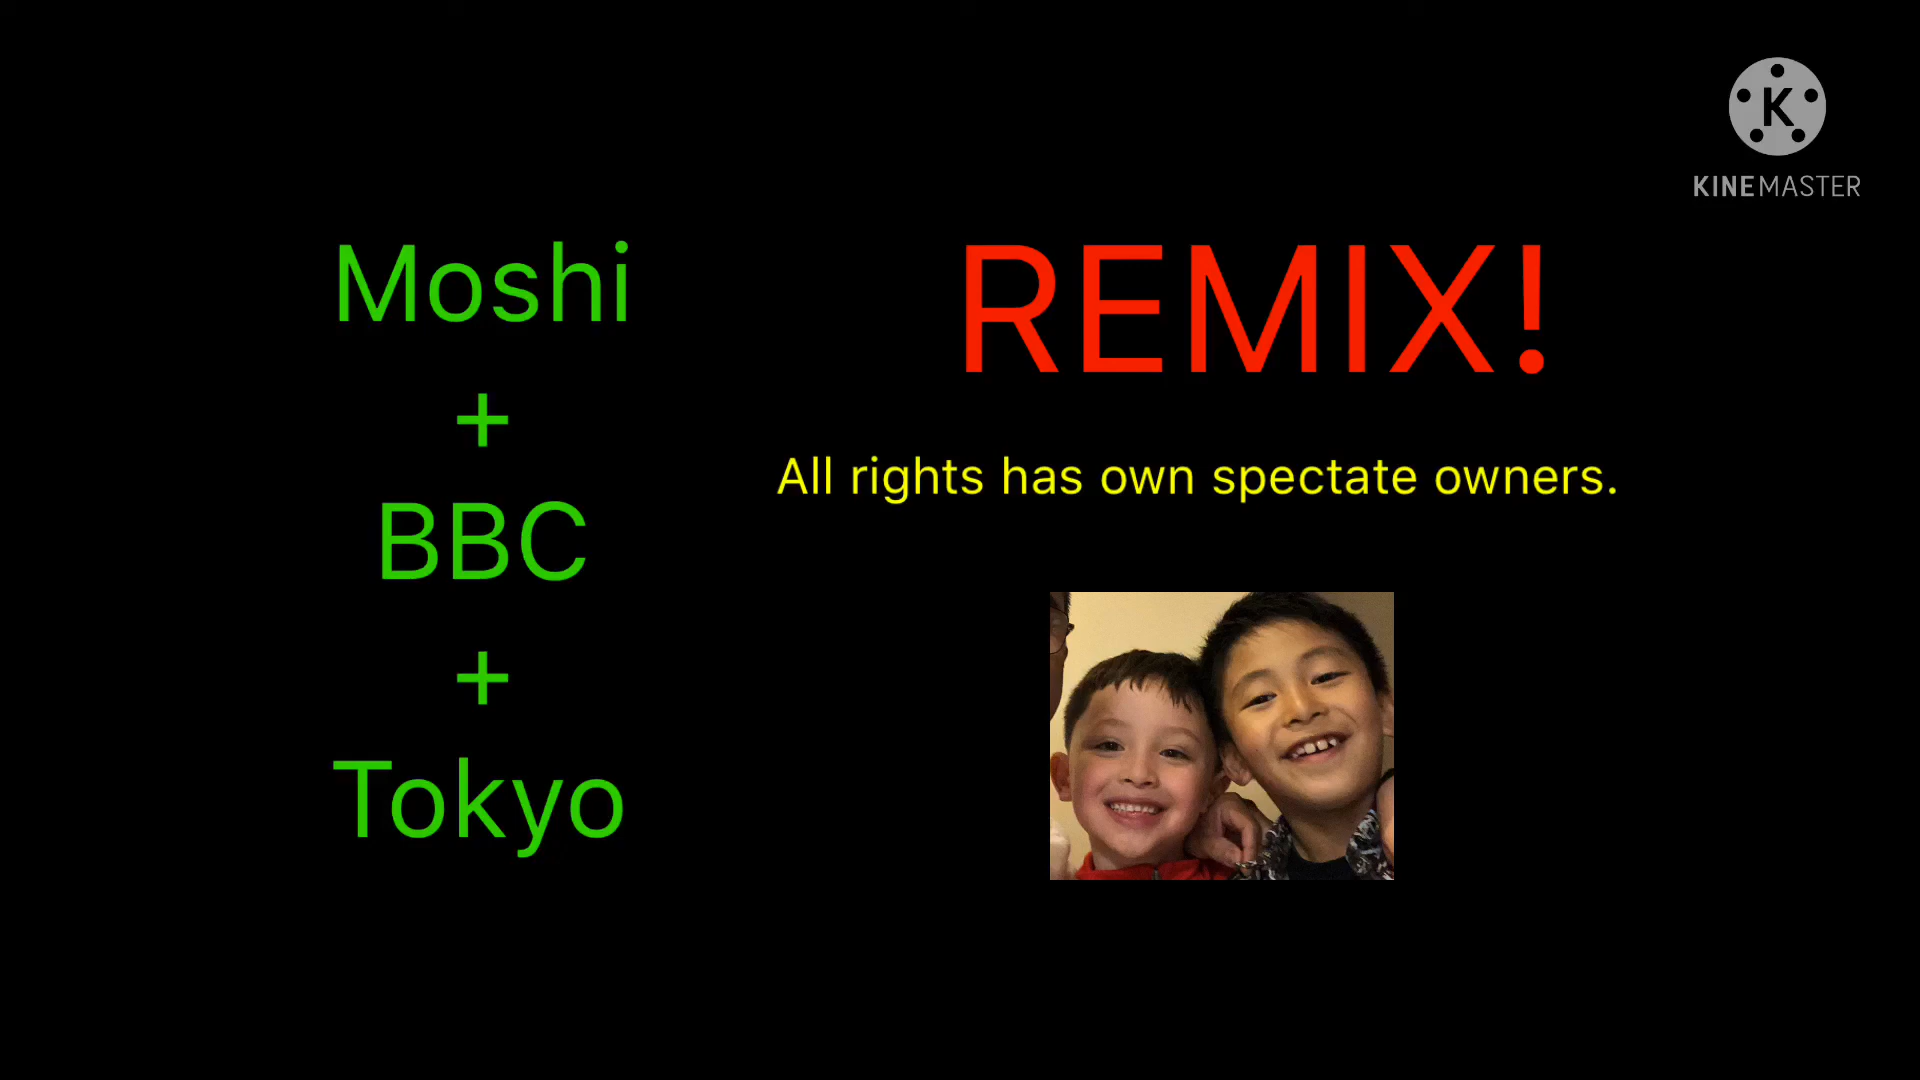 Moshi
+
BBC
+
Tokyo
REMIX!
All rights has own spectate owners.
K
KINEMASTER